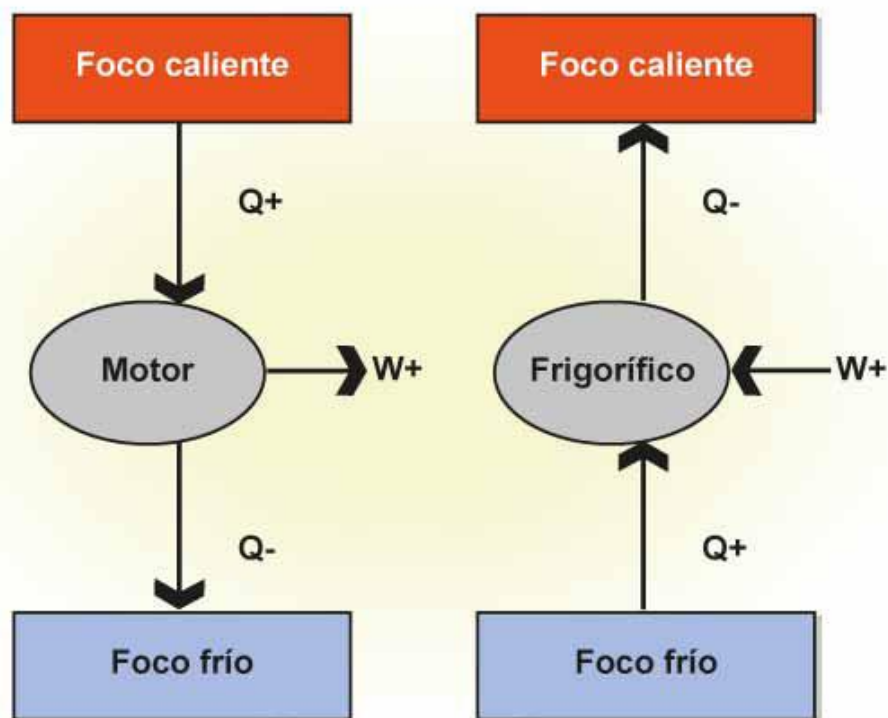 Foco caliente
Q+
Motor
W+
Q-
Foco frío
Foco caliente
Q-
Frigorífico
W+
Q+
Foco frío